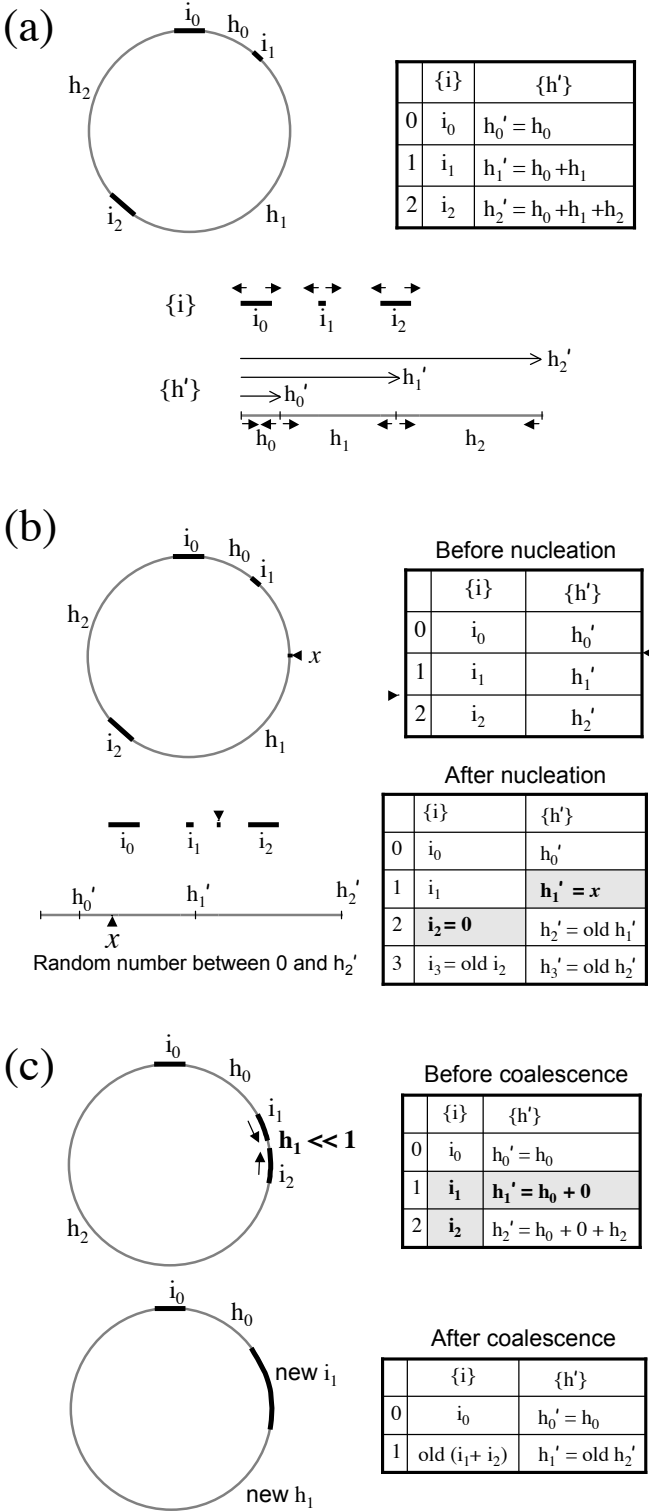 (a)
i₀
h₀
i₁
h₂
i₂
h₁
{i} {h′}
0 i₀ h₀′ = h₀
1 i₁ h₁′ = h₀ +h₁
2 i₂ h₂′ = h₀ +h₁ +h₂
{i}
i₀ i₁ i₂
{h′}
h₂′
h₁′
h₀′
h₀ h₁ h₂
(b)
i₀
h₀
i₁
h₂
x
i₂
h₁
Before nucleation
{i} {h′}
0 i₀ h₀′
1 i₁ h₁′
2 i₂ h₂′
i₀ i₁ i₂
h₀′ h₁′ h₂′
x
Random number between 0 and h₂′
After nucleation
{i} {h′}
0 i₀ h₀′
1 i₁ h₁′ = x
2 i₂ = 0 h₂′ = old h₁′
3 i₃ = old i₂ h₃′ = old h₂′
(c)
i₀
h₀
i₁
h₁ << 1
i₂
h₂
Before coalescence
{i} {h′}
0 i₀ h₀′ = h₀
1 i₁ h₁′ = h₀ + 0
2 i₂ h₂′ = h₀ + 0 + h₂
i₀
h₀
new i₁
new h₁
After coalescence
{i} {h′}
0 i₀ h₀′ = h₀
1 old (i₁+ i₂) h₁′ = old h₂′